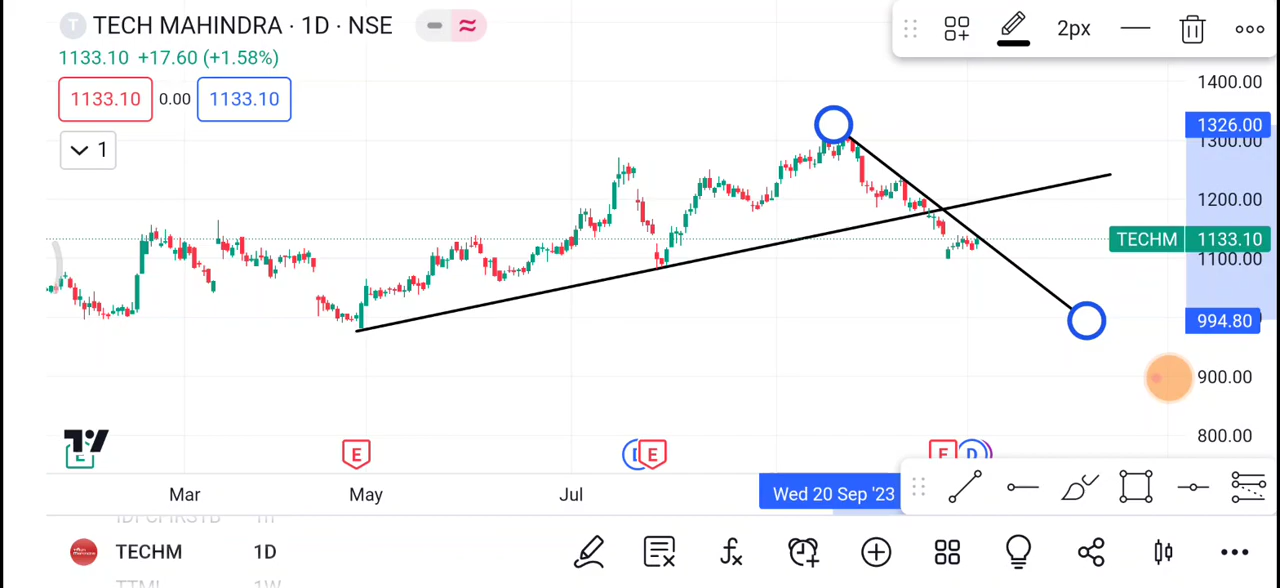 T TECH MAHINDRA · 1D · NSE
1133.10 +17.60 (+1.58%)
1133.10 0.00 1133.10
1
2px
1400.00
1326.00
1300.00
1200.00
TECHM 1133.10
1100.00
994.80
900.00
800.00
E E E D
Mar May Jul Wed 20 Sep '23
TECHM 1D